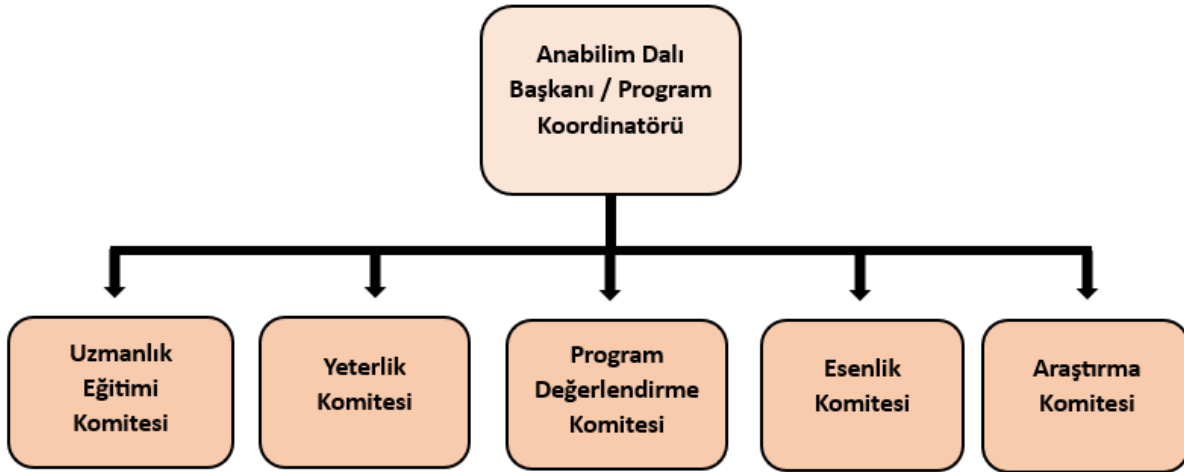 Anabilim Dalı
Başkanı / Program
Koordinatörü
Uzmanlık
Eğitimi
Komitesi
Yeterlik
Komitesi
Program
Değerlendirme
Komitesi
Esenlik
Komitesi
Araştırma
Komitesi